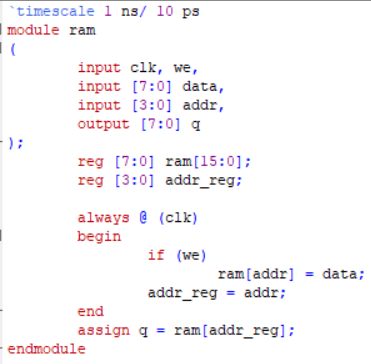 `timescale 1 ns/ 10 ps
module ram
(
input clk, we,
input [7:0] data,
input [3:0] addr,
output [7:0] q
);
reg [7:0] ram[15:0];
reg [3:0] addr_reg;
always @ (clk)
begin
if (we)
ram[addr] = data;
addr_reg = addr;
end
assign q = ram[addr_reg];
endmodule